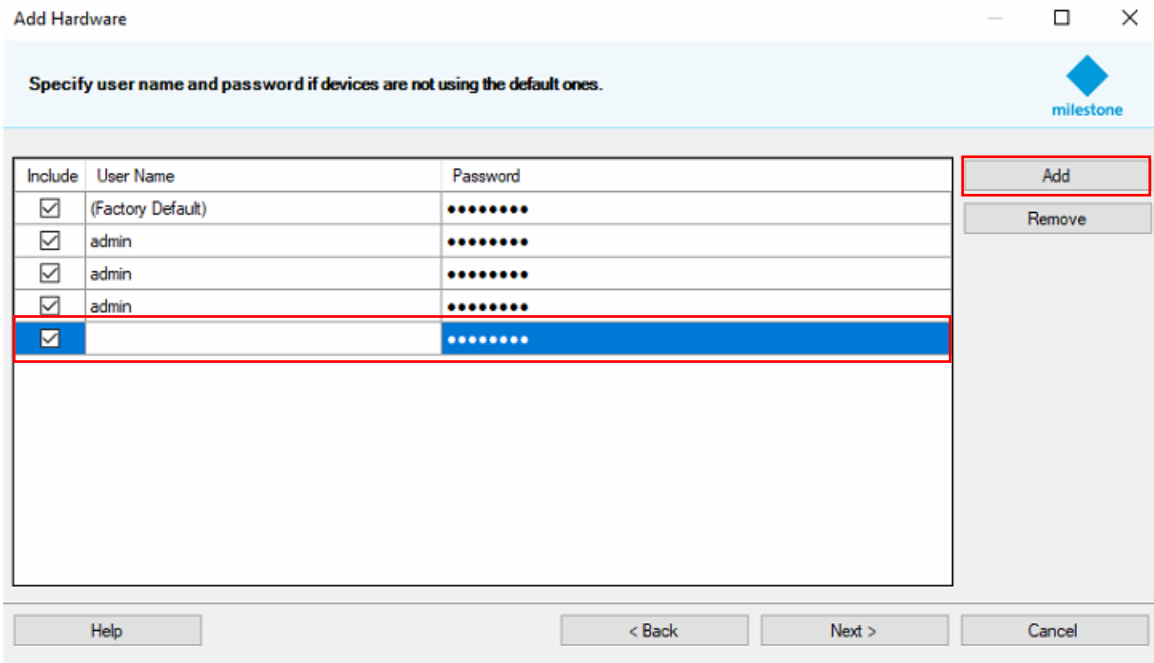 Add Hardware
Specify user name and password if devices are not using the default ones.
milestone
Include User Name Password Add
(Factory Default) ●●●●●●●● Remove
admin ●●●●●●●●
admin ●●●●●●●●
admin ●●●●●●●●
●●●●●●●●
Help < Back Next > Cancel